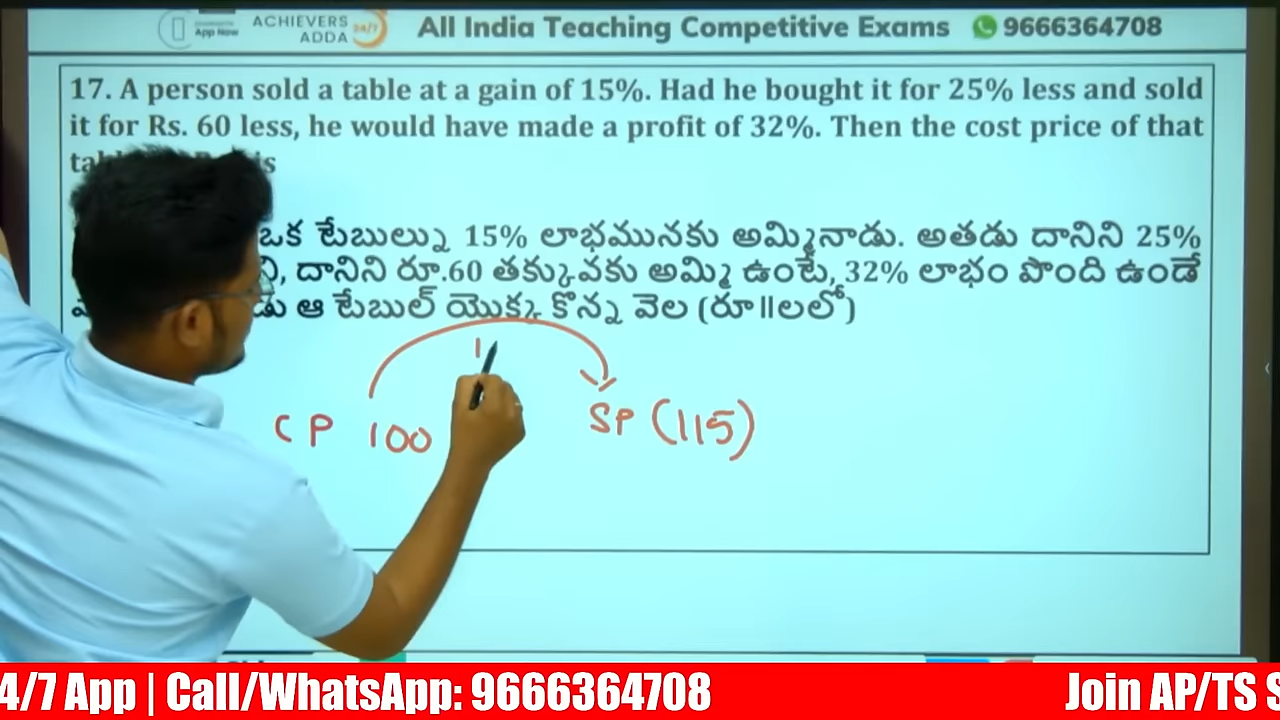 App Now
ACHIEVERS
ADDA 24/7
All India Teaching Competitive Exams 9666364708
17. A person sold a table at a gain of 15%. Had he bought it for 25% less and sold
it for Rs. 60 less, he would have made a profit of 32%. Then the cost price of that
is
ఒక టేబుల్ను 15% లాభమునకు అమ్మినాడు. అతడు దానిని 25%
దానిని రూ.60 తక్కువకు అమ్మి ఉంటే, 32% లాభం పొంది ఉండే
ఆ టేబుల్ యొక్క కొన్న వెల (రూ||లలో)
1
CP 100 SP (115)
4/7 App | Call/WhatsApp: 9666364708 Join AP/TS S